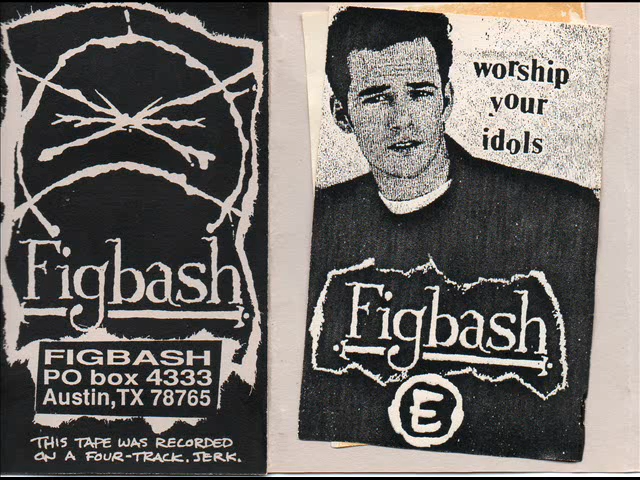 Figbash.
FIGBASH
PO box 4333
Austin,TX 78765
THIS TAPE WAS RECORDED
ON A FOUR-TRACK. JERK.
worship
your
idols
Figbash
E